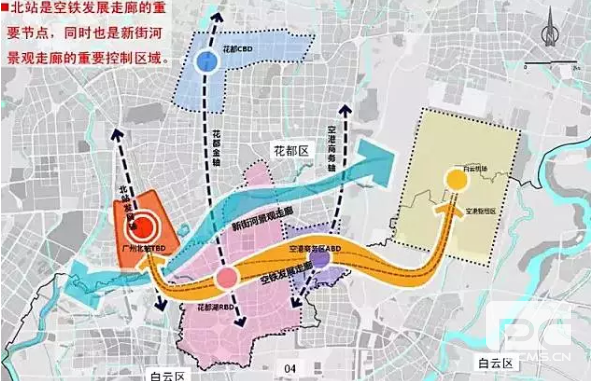 ■北站是空铁发展走廊的重
要节点，同时也是新街河
景观走廊的重要控制区域。
N
花都CBD
花都金轴
空港商务轴
花都区
白云机场
北站发展轴
空港物流区
新街河景观走廊
广州北站TBD
空港商务区ABD
空铁发展走廊
花都湖RBD
PC
CMS.CN
04
白云区
白云区